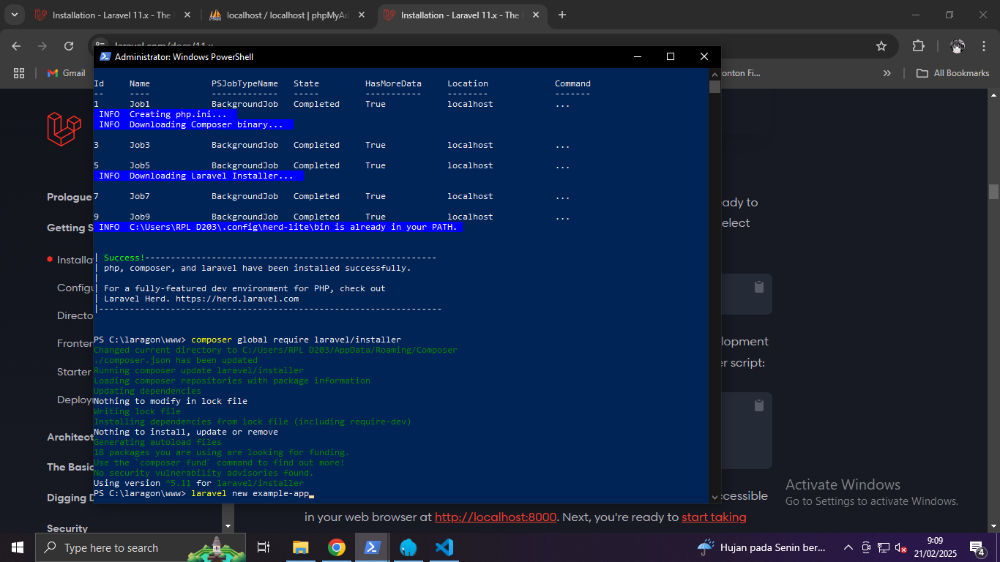 Installation - Laravel 11.x - The
localhost / localhost | phpMyAd
Installation - Laravel 11.x - The
laravel.com/docs/11.x
Gmail
onton Fi...
All Bookmarks
Administrator: Windows PowerShell
Id Name PSJobTypeName State HasMoreData Location Command
-- ---- ------------- ----- ----------- -------- -------
1 Job1 BackgroundJob Completed True localhost ...
INFO Creating php.ini...
INFO Downloading Composer binary...
3 Job3 BackgroundJob Completed True localhost ...
5 Job5 BackgroundJob Completed True localhost ...
INFO Downloading Laravel Installer...
7 Job7 BackgroundJob Completed True localhost ...
9 Job9 BackgroundJob Completed True localhost ...
INFO C:\Users\RPL D203\.config\herd-lite\bin is already in your PATH.
| Success!---------------------------------------------------------
| php, composer, and laravel have been installed successfully.
|
| For a fully-featured dev environment for PHP, check out
| Laravel Herd. https://herd.laravel.com
|-------------------------------------------------------------------
PS C:\laragon\www> composer global require laravel/installer
Changed current directory to C:/Users/RPL D203/AppData/Roaming/Composer
./composer.json has been updated
Running composer update laravel/installer
Loading composer repositories with package information
Updating dependencies
Nothing to modify in lock file
Writing lock file
Installing dependencies from lock file (including require-dev)
Nothing to install, update or remove
Generating autoload files
18 packages you are using are looking for funding.
Use the `composer fund` command to find out more!
No security vulnerability advisories found.
Using version ^5.11 for laravel/installer
PS C:\laragon\www> laravel new example-app
Prologue
Getting S
Installa
Configu
Directo
Fronter
Starter
Deploy
Architect
The Basic
Digging D
Security
ady to
elect
elopment
er script:
ccessible
in your web browser at http://localhost:8000. Next, you're ready to start taking
Activate Windows
Go to Settings to activate Windows.
Type here to search
Hujan pada Senin ber...
9:09
21/02/2025
4